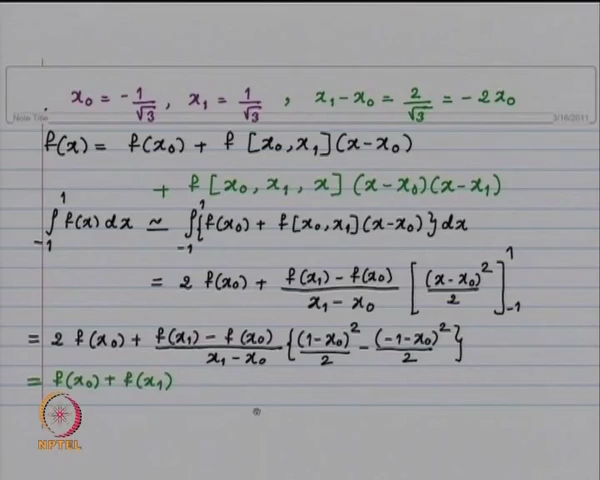 x₀ = -1/√3 , x₁ = 1/√3 , x₁ - x₀ = 2/√3 = -2x₀
Note Title 3/16/2011
f(x) = f(x₀) + f[x₀, x₁](x-x₀)
+ f[x₀, x₁, x](x-x₀)(x-x₁)
∫₋₁¹ f(x) dx ≃ ∫₋₁¹ {f(x₀) + f[x₀,x₁](x-x₀)} dx
= 2 f(x₀) + (f(x₁) - f(x₀))/(x₁ - x₀) [(x-x₀)²/2]₋₁¹
= 2 f(x₀) + (f(x₁) - f(x₀))/(x₁-x₀) {(1-x₀)²/2 - (-1-x₀)²/2}
= f(x₀) + f(x₁)
NPTEL